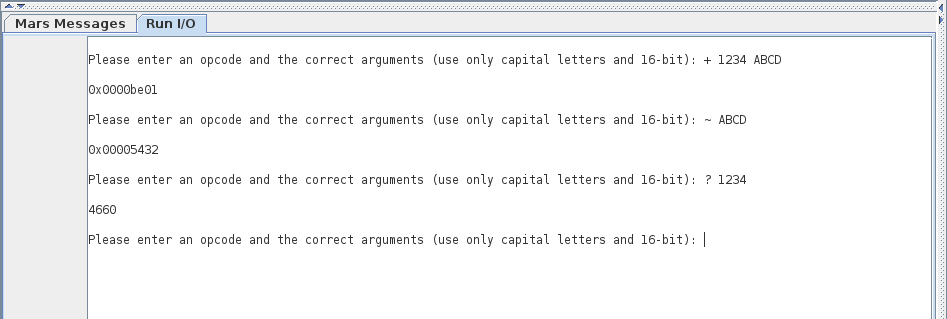 Mars Messages Run I/O
Please enter an opcode and the correct arguments (use only capital letters and 16-bit): + 1234 ABCD
0x0000be01
Please enter an opcode and the correct arguments (use only capital letters and 16-bit): ~ ABCD
0x00005432
Please enter an opcode and the correct arguments (use only capital letters and 16-bit): ? 1234
4660
Please enter an opcode and the correct arguments (use only capital letters and 16-bit):